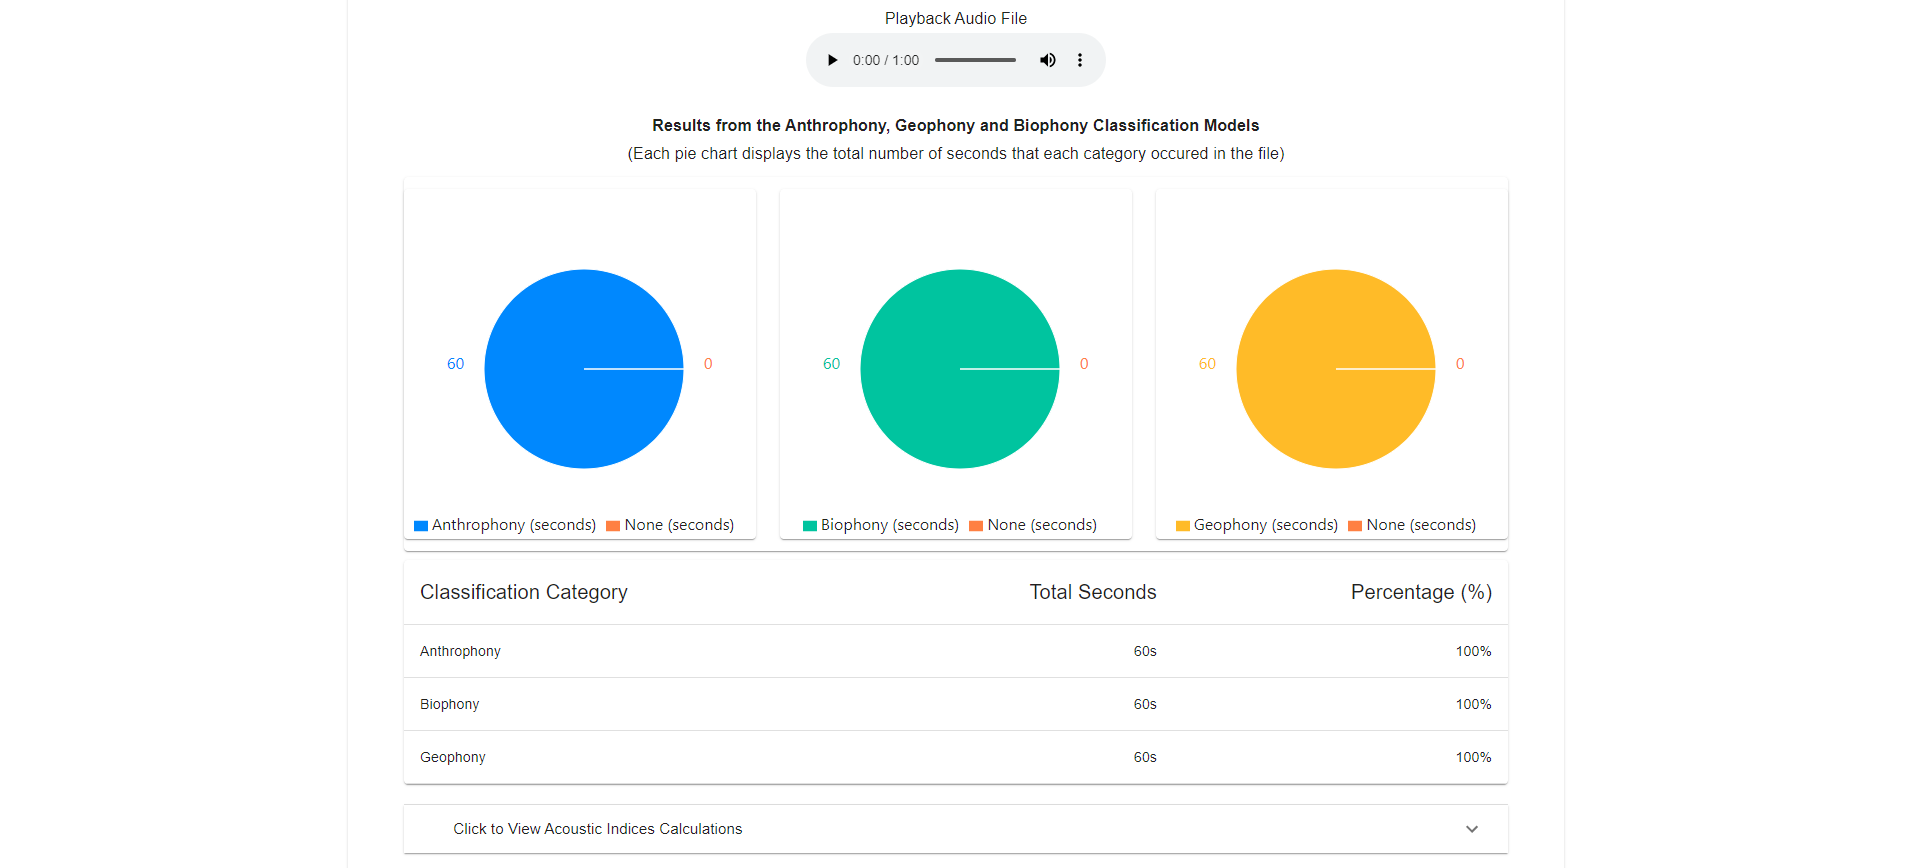 Playback Audio File
0:00 / 1:00
Results from the Anthrophony, Geophony and Biophony Classification Models
(Each pie chart displays the total number of seconds that each category occured in the file)
60 0
60 0
60 0
Anthrophony (seconds) None (seconds)
Biophony (seconds) None (seconds)
Geophony (seconds) None (seconds)
Classification Category Total Seconds Percentage (%)
Anthrophony 60s 100%
Biophony 60s 100%
Geophony 60s 100%
Click to View Acoustic Indices Calculations